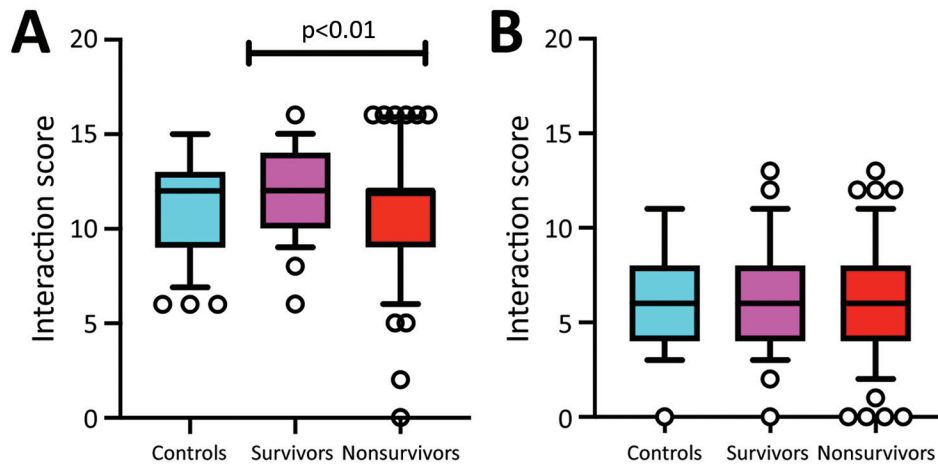 A
B
p<0.01
Interaction score
20
15
10
5
0
Controls
Survivors
Nonsurvivors
Interaction score
20
15
10
5
0
Controls
Survivors
Nonsurvivors